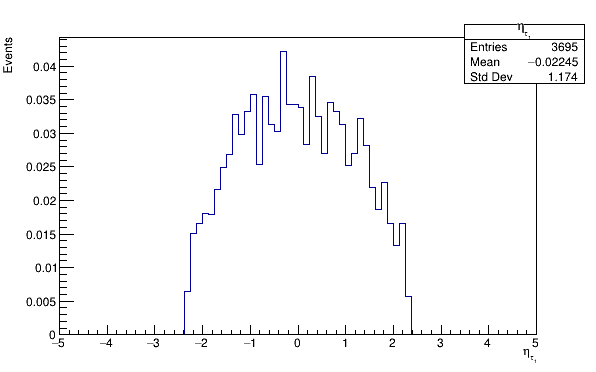 η_τ₁
Entries 3695
Mean −0.02245
Std Dev 1.174
Events
0.04
0.035
0.03
0.025
0.02
0.015
0.01
0.005
0
−5 −4 −3 −2 −1 0 1 2 3 4 5
η_τ₁